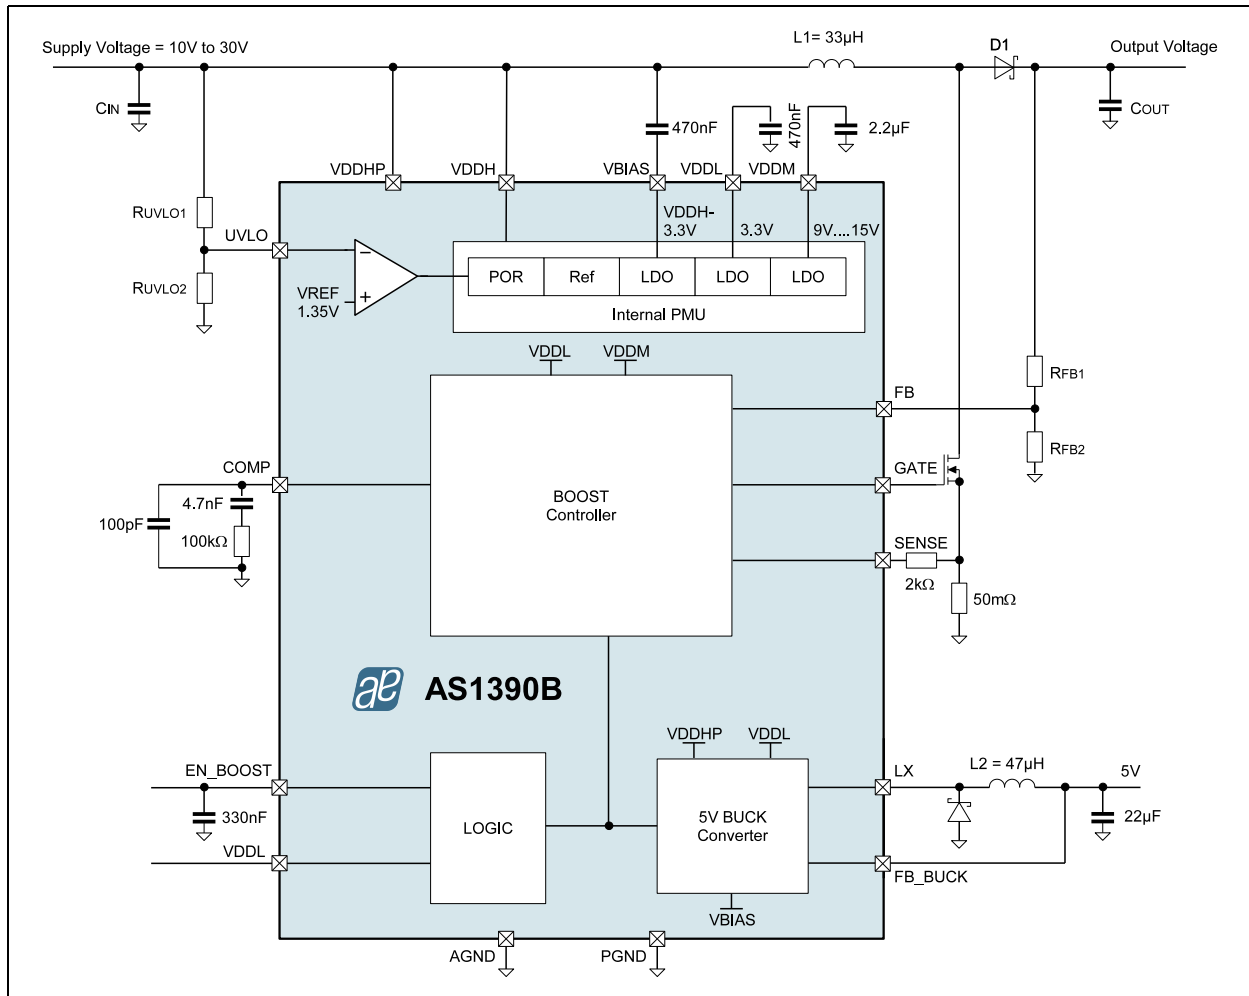 Supply Voltage = 10V to 30V
L1= 33µH
D1
Output Voltage
CIN
470nF
470nF
2.2µF
COUT
VDDHP
VDDH
VBIAS
VDDL
VDDM
RUVLO1
UVLO
RUVLO2
VREF
1.35V
VDDH-
3.3V
3.3V
9V....15V
POR
Ref
LDO
LDO
LDO
Internal PMU
VDDL
VDDM
RFB1
FB
RFB2
COMP
GATE
4.7nF
100pF
100kΩ
BOOST
Controller
SENSE
2kΩ
50mΩ
ae AS1390B
VDDHP
VDDL
EN_BOOST
LX
L2 = 47µH
5V
330nF
LOGIC
5V BUCK
Converter
22µF
VDDL
FB_BUCK
VBIAS
AGND
PGND